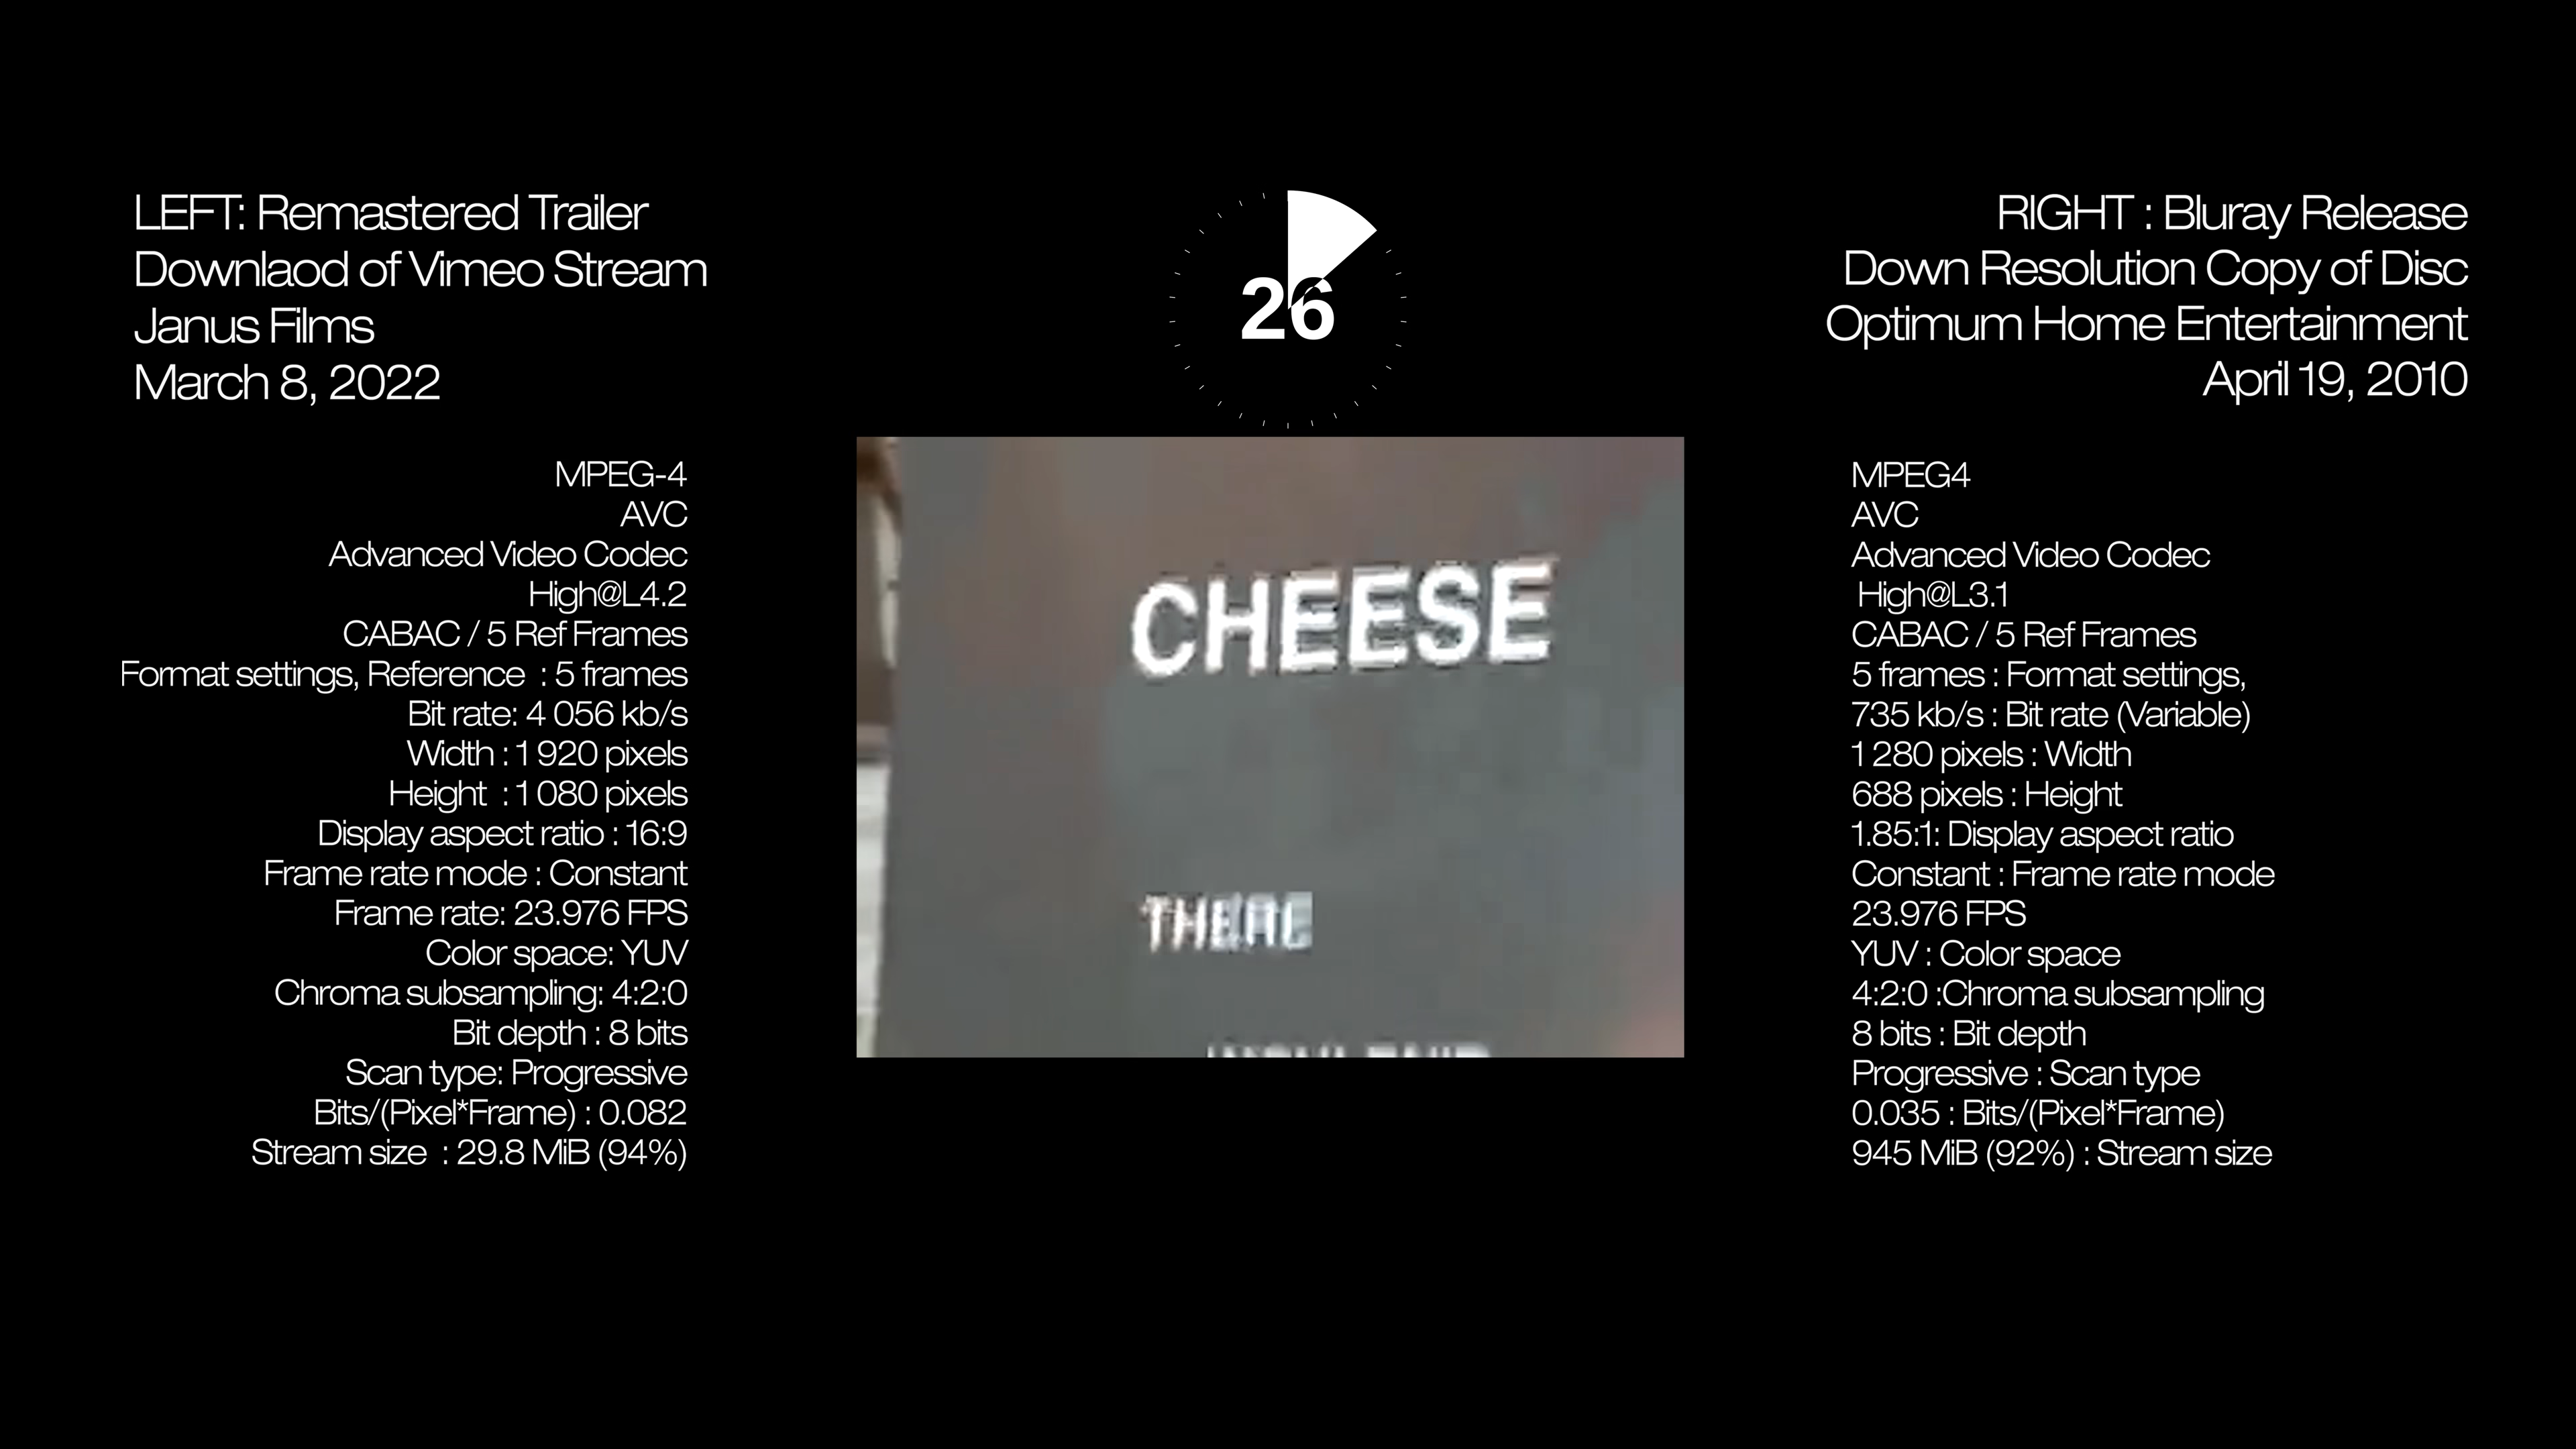 LEFT: Remastered Trailer
Downlaod of Vimeo Stream
Janus Films
March 8, 2022
26
RIGHT : Bluray Release
Down Resolution Copy of Disc
Optimum Home Entertainment
April 19, 2010
MPEG-4
AVC
Advanced Video Codec
High@L4.2
CABAC / 5 Ref Frames
Format settings, Reference : 5 frames
Bit rate: 4 056 kb/s
Width : 1 920 pixels
Height : 1 080 pixels
Display aspect ratio : 16:9
Frame rate mode : Constant
Frame rate: 23.976 FPS
Color space: YUV
Chroma subsampling: 4:2:0
Bit depth : 8 bits
Scan type: Progressive
Bits/(Pixel*Frame) : 0.082
Stream size : 29.8 MiB (94%)
CHEESE
MPEG4
AVC
Advanced Video Codec
High@L3.1
CABAC / 5 Ref Frames
5 frames : Format settings,
735 kb/s : Bit rate (Variable)
1 280 pixels : Width
688 pixels : Height
1.85:1: Display aspect ratio
Constant : Frame rate mode
23.976 FPS
YUV : Color space
4:2:0 :Chroma subsampling
8 bits : Bit depth
Progressive : Scan type
0.035 : Bits/(Pixel*Frame)
945 MiB (92%) : Stream size